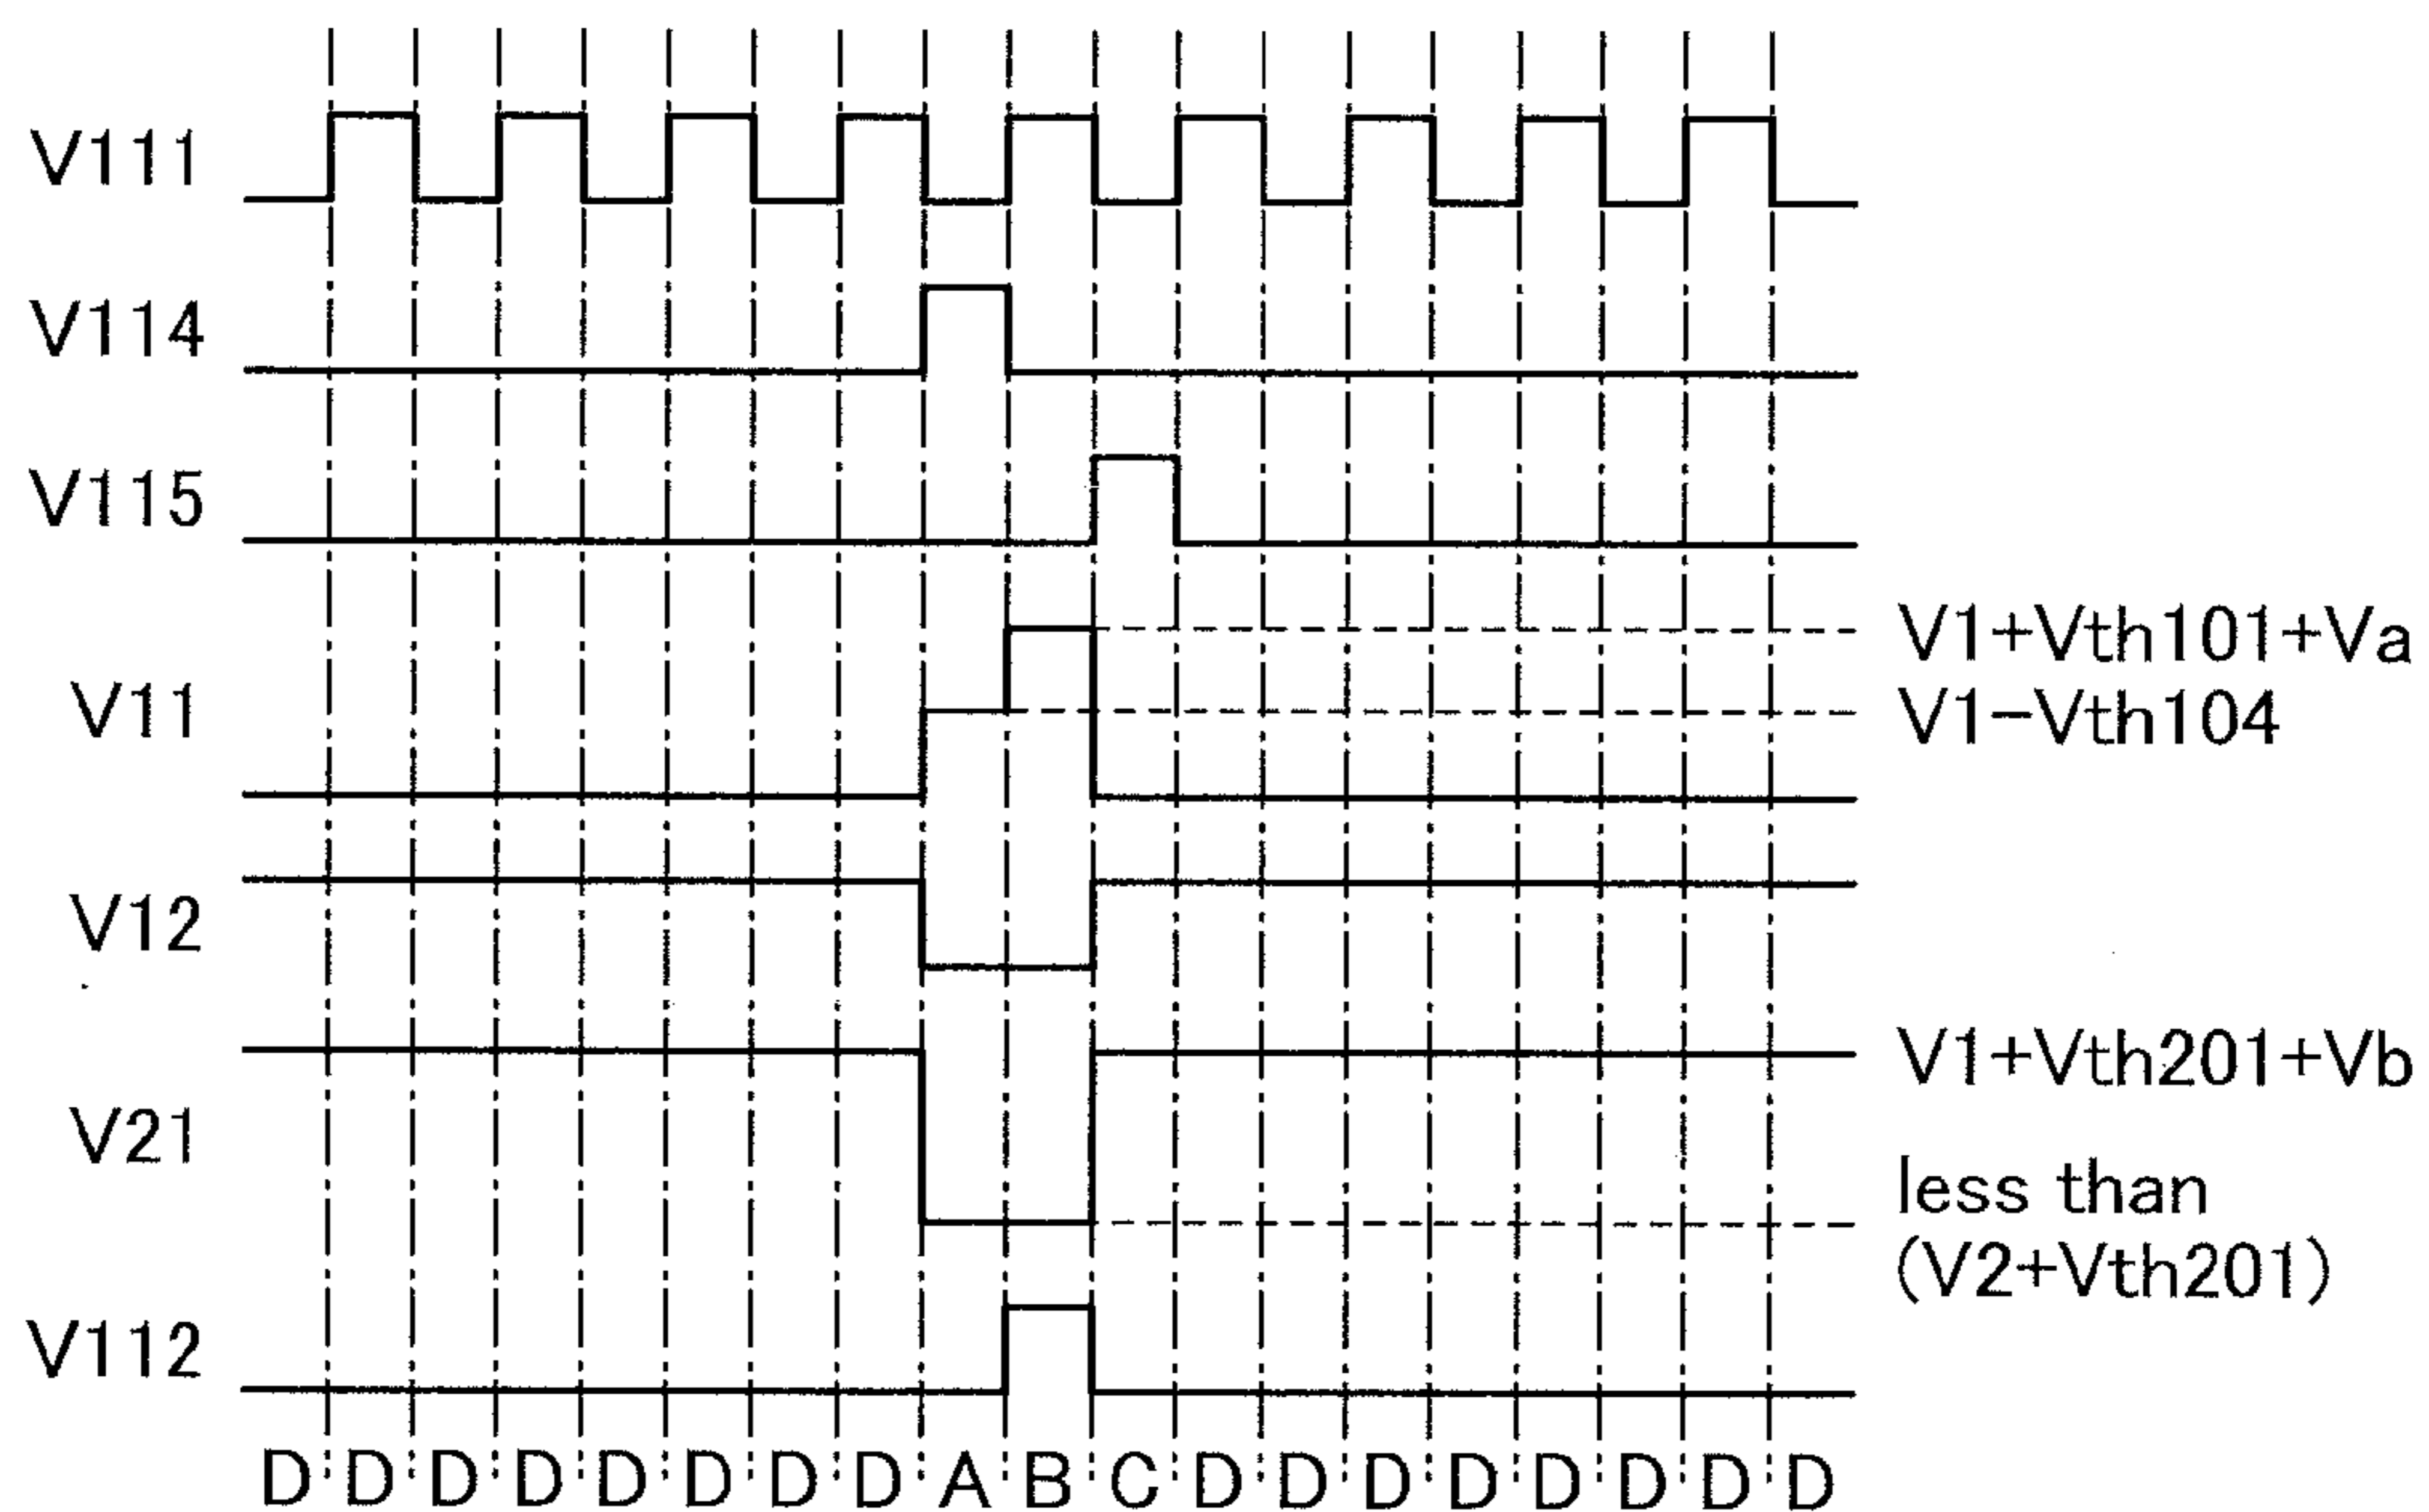 V111
V114
V115
V1+Vth101+Va
V11
V1-Vth104
V12
V1+Vth201+Vb
V21
less than
(V2+Vth201)
V112
D D D D D D D D A B C D D D D D D D D